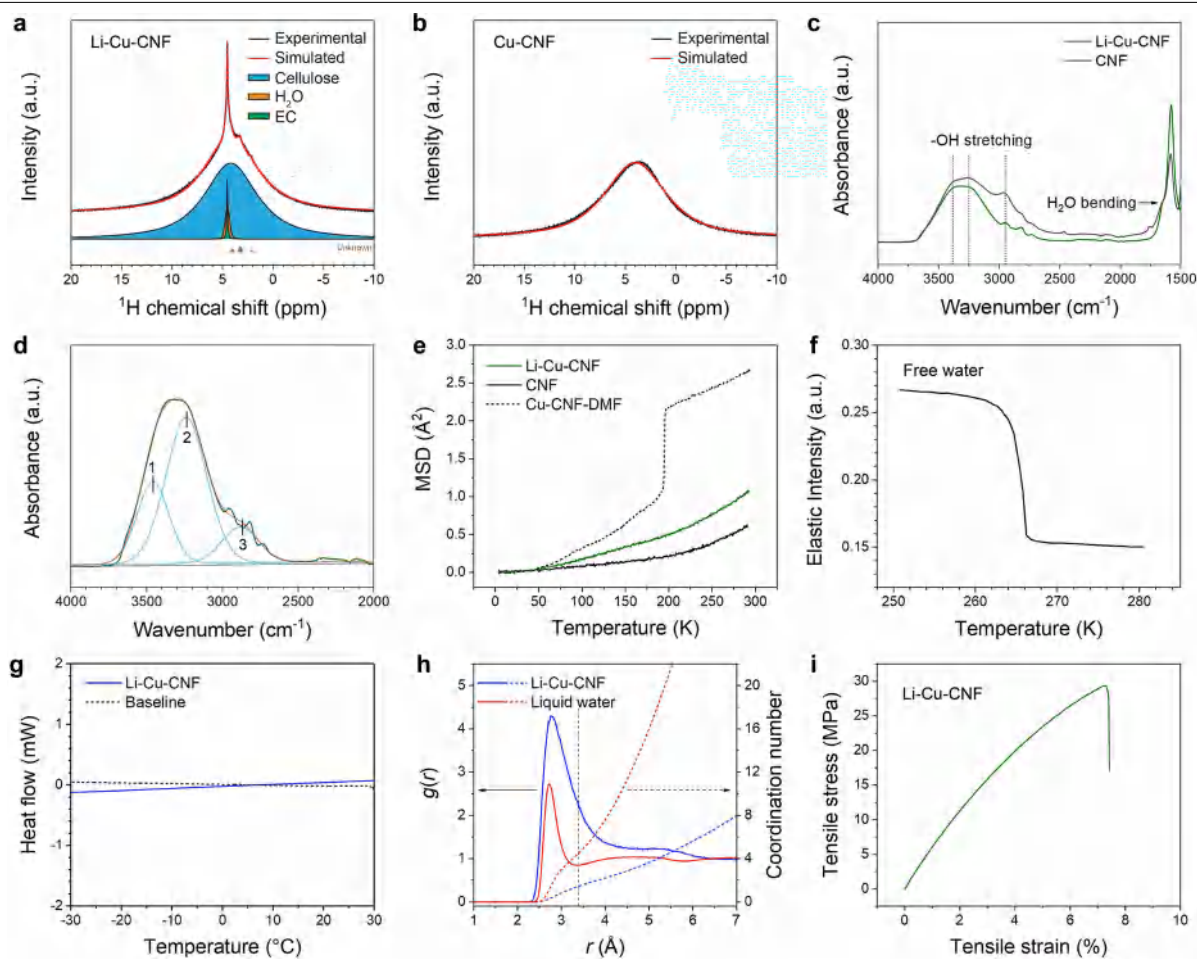 a
Li-Cu-CNF
Experimental
Simulated
Cellulose
H2O
EC
Intensity (a.u.)
Unknown
20 15 10 5 0 -5 -10
1H chemical shift (ppm)
b
Cu-CNF
Experimental
Simulated
Intensity (a.u.)
20 15 10 5 0 -5 -10
1H chemical shift (ppm)
c
Li-Cu-CNF
CNF
-OH stretching
H2O bending
Absorbance (a.u.)
4000 3500 3000 2500 2000 1500
Wavenumber (cm−1)
d
1
2
3
Absorbance (a.u.)
4000 3500 3000 2500 2000
Wavenumber (cm−1)
e
Li-Cu-CNF
CNF
Cu-CNF-DMF
MSD (Å2)
3.0
2.5
2.0
1.5
1.0
0.5
0.0
0 50 100 150 200 250 300
Temperature (K)
f
Free water
Elastic Intensity (a.u.)
0.30
0.25
0.20
0.15
250 260 270 280
Temperature (K)
g
Li-Cu-CNF
Baseline
Heat flow (mW)
2
1
0
-1
-2
-30 -20 -10 0 10 20 30
Temperature (°C)
h
Li-Cu-CNF
Liquid water
g(r)
5
4
3
2
1
0
20
16
12
8
4
0
Coordination number
1 2 3 4 5 6 7
r (Å)
i
Li-Cu-CNF
Tensile stress (MPa)
30
25
20
15
10
5
0
0 2 4 6 8 10
Tensile strain (%)